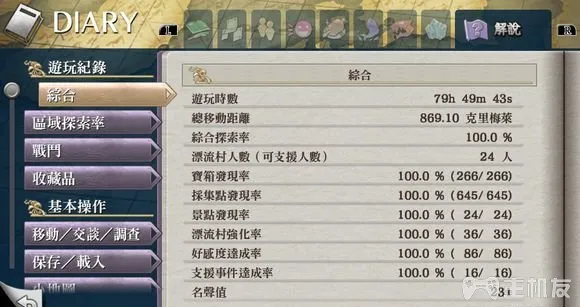 DIARY
L
解說
R
遊玩紀錄
綜合
區域探索率
戰鬥
收藏品
基本操作
移動／交談／調查
保存／載入
小地圖
綜合
遊玩時數 79h 49m 43s
總移動距離 869.10 克里梅萊
綜合探索率 100.0 %
漂流村人數（可支援人數） 24 人
寶箱發現率 100.0 % (266/266)
採集點發現率 100.0 % (645/645)
景點發現率 100.0 % ( 24/ 24)
漂流村強化率 100.0 % ( 36/ 36)
好感度達成率 100.0 % ( 86/ 86)
支援事件達成率 100.0 % ( 16/ 16)
名聲值
手机友